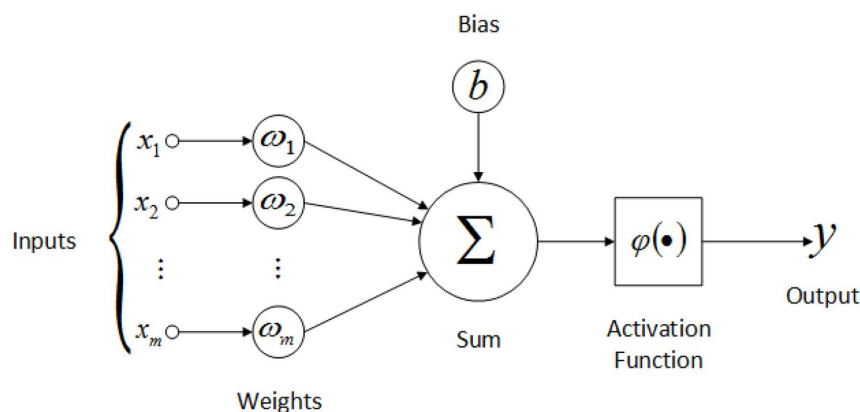 Bias
b
x₁ ω₁
x₂ ω₂
Inputs
Σ
φ(•)
y
⋮ ⋮
Output
xₘ ωₘ
Sum
Activation
Function
Weights